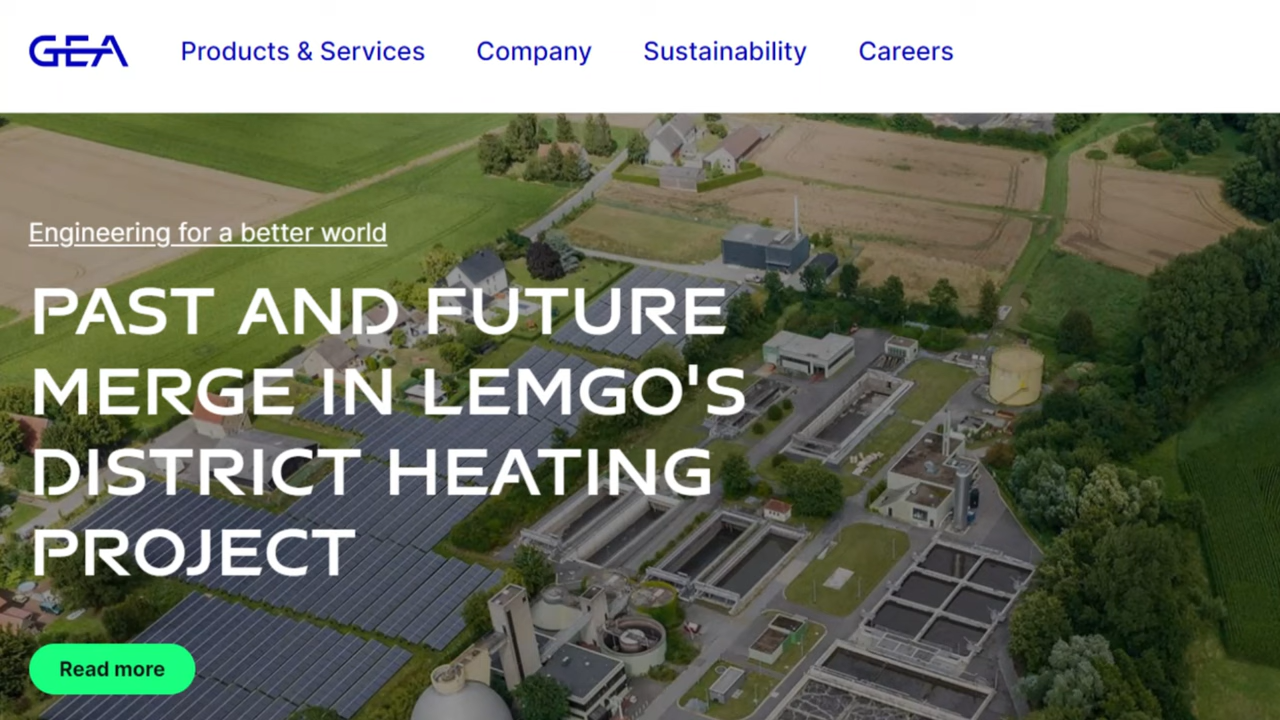 GEA
Products & Services
Company
Sustainability
Careers
Engineering for a better world
PAST AND FUTURE
MERGE IN LEMGO'S
DISTRICT HEATING
PROJECT
Read more